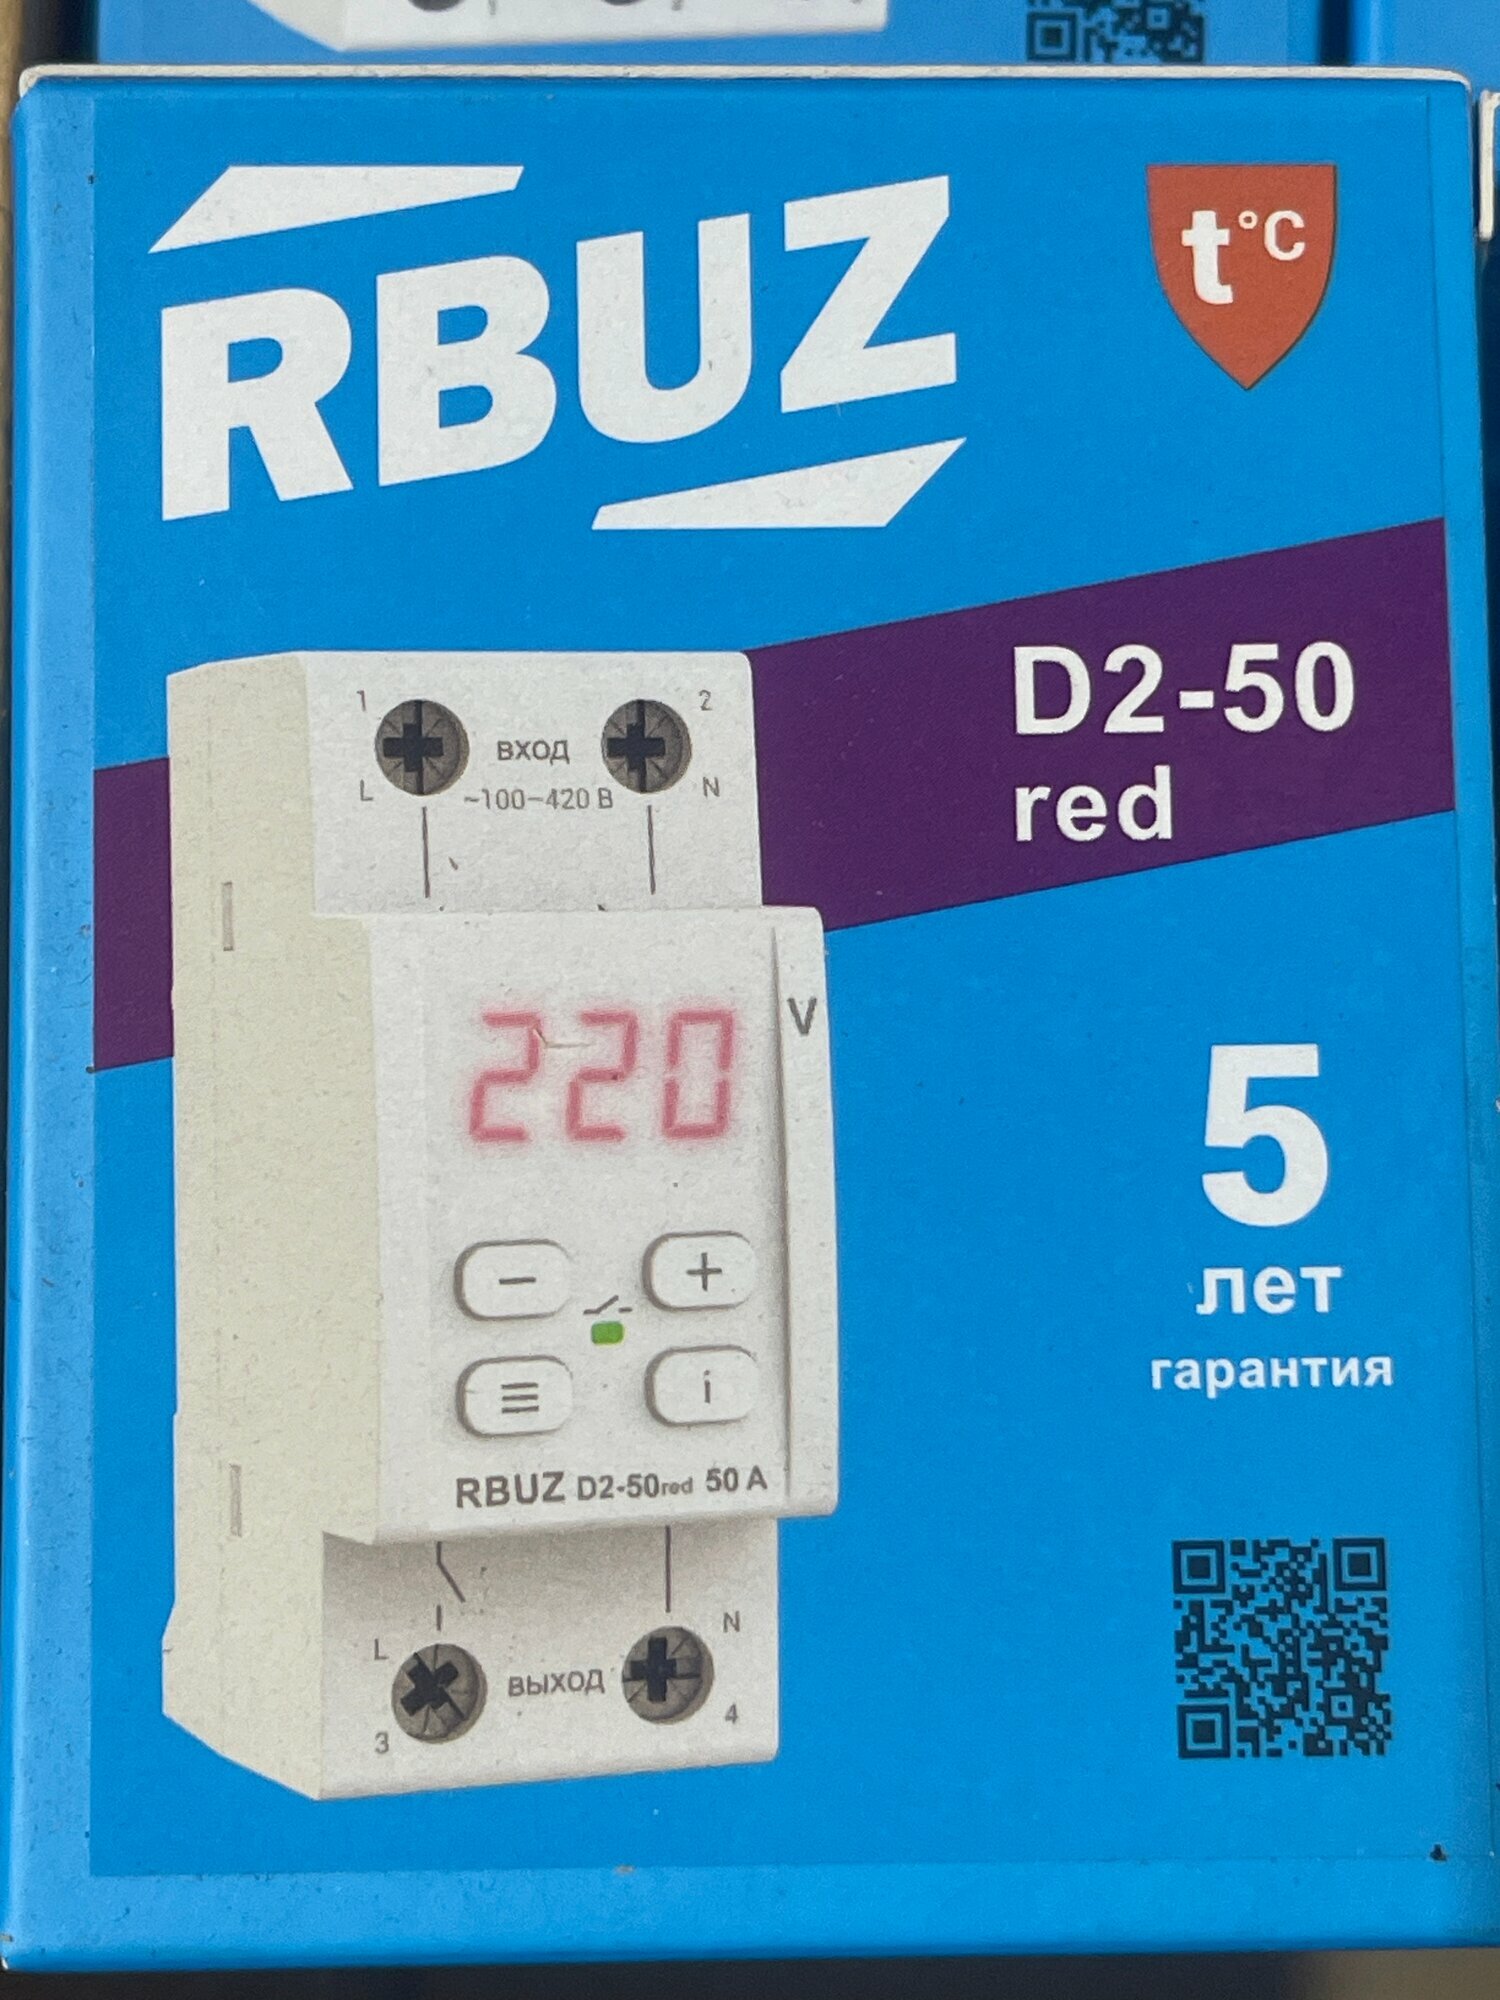 RBUZ
t°C
D2-50
red
1 2
ВХОД
L ~100–420 В N
220 V
− +
≡ i
RBUZ D2-50red 50 A
5
лет
гарантия
L N
ВЫХОД
3 4